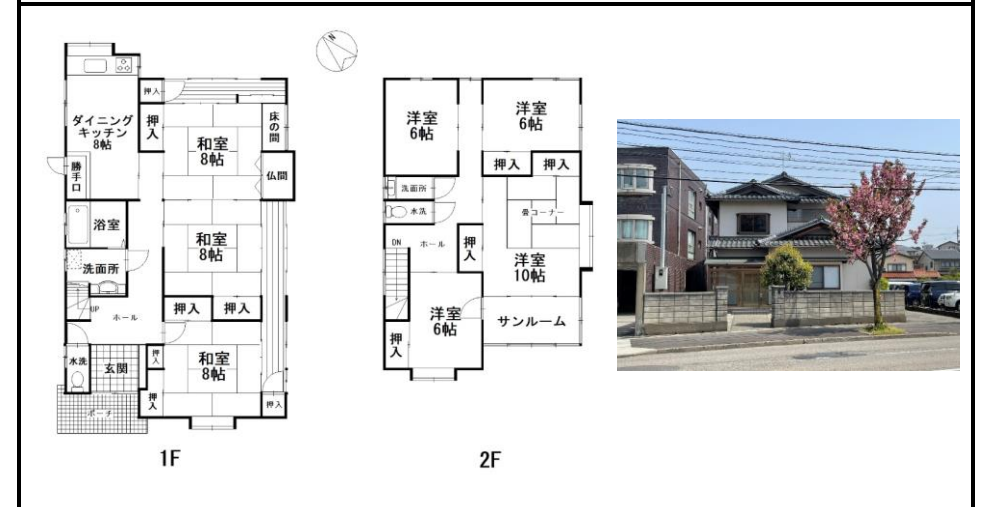 N
押入
ダイニング
キッチン
8帖
押入
和室
8帖
床の間
勝手口
仏間
浴室
和室
8帖
洗面所
UP
ホール
押入
押入
水洗
玄関
押入
和室
8帖
押入
押入
ポーチ
1F
洋室
6帖
洋室
6帖
押入
押入
洗面所
水洗
畳コーナー
DN
ホール
押入
洋室
10帖
洋室
6帖
サンルーム
押入
2F